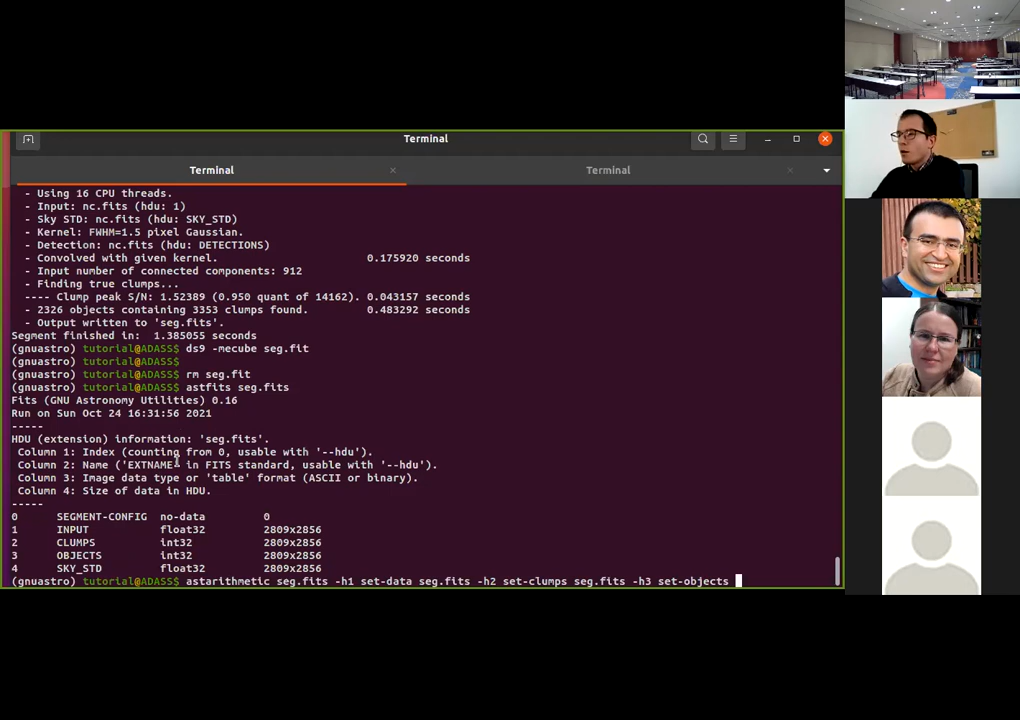 Terminal
Terminal
Terminal
- Using 16 CPU threads.
- Input: nc.fits (hdu: 1)
- Sky STD: nc.fits (hdu: SKY_STD)
- Kernel: FWHM=1.5 pixel Gaussian.
- Detection: nc.fits (hdu: DETECTIONS)
- Convolved with given kernel. 0.175920 seconds
- Input number of connected components: 912
- Finding true clumps...
---- Clump peak S/N: 1.52389 (0.950 quant of 14162). 0.043157 seconds
- 2326 objects containing 3353 clumps found. 0.483292 seconds
- Output written to 'seg.fits'.
Segment finished in: 1.385055 seconds
(gnuastro) tutorial@ADASS$ ds9 -mecube seg.fit
(gnuastro) tutorial@ADASS$
(gnuastro) tutorial@ADASS$ rm seg.fit
(gnuastro) tutorial@ADASS$ astfits seg.fits
Fits (GNU Astronomy Utilities) 0.16
Run on Sun Oct 24 16:31:56 2021
-----
HDU (extension) information: 'seg.fits'.
Column 1: Index (counting from 0, usable with '--hdu').
Column 2: Name ('EXTNAME' in FITS standard, usable with '--hdu').
Column 3: Image data type or 'table' format (ASCII or binary).
Column 4: Size of data in HDU.
-----
0 SEGMENT-CONFIG no-data 0
1 INPUT float32 2809x2856
2 CLUMPS int32 2809x2856
3 OBJECTS int32 2809x2856
4 SKY_STD float32 2809x2856
(gnuastro) tutorial@ADASS$ astarithmetic seg.fits -h1 set-data seg.fits -h2 set-clumps seg.fits -h3 set-objects